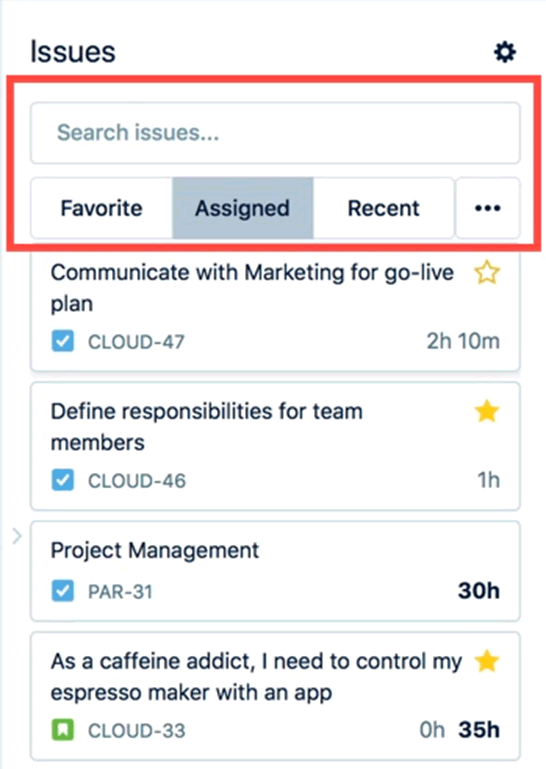 Issues
Search issues...
Favorite Assigned Recent •••
Communicate with Marketing for go-live
plan
CLOUD-47 2h 10m
Define responsibilities for team
members
CLOUD-46 1h
Project Management
PAR-31 30h
As a caffeine addict, I need to control my
espresso maker with an app
CLOUD-33 0h 35h